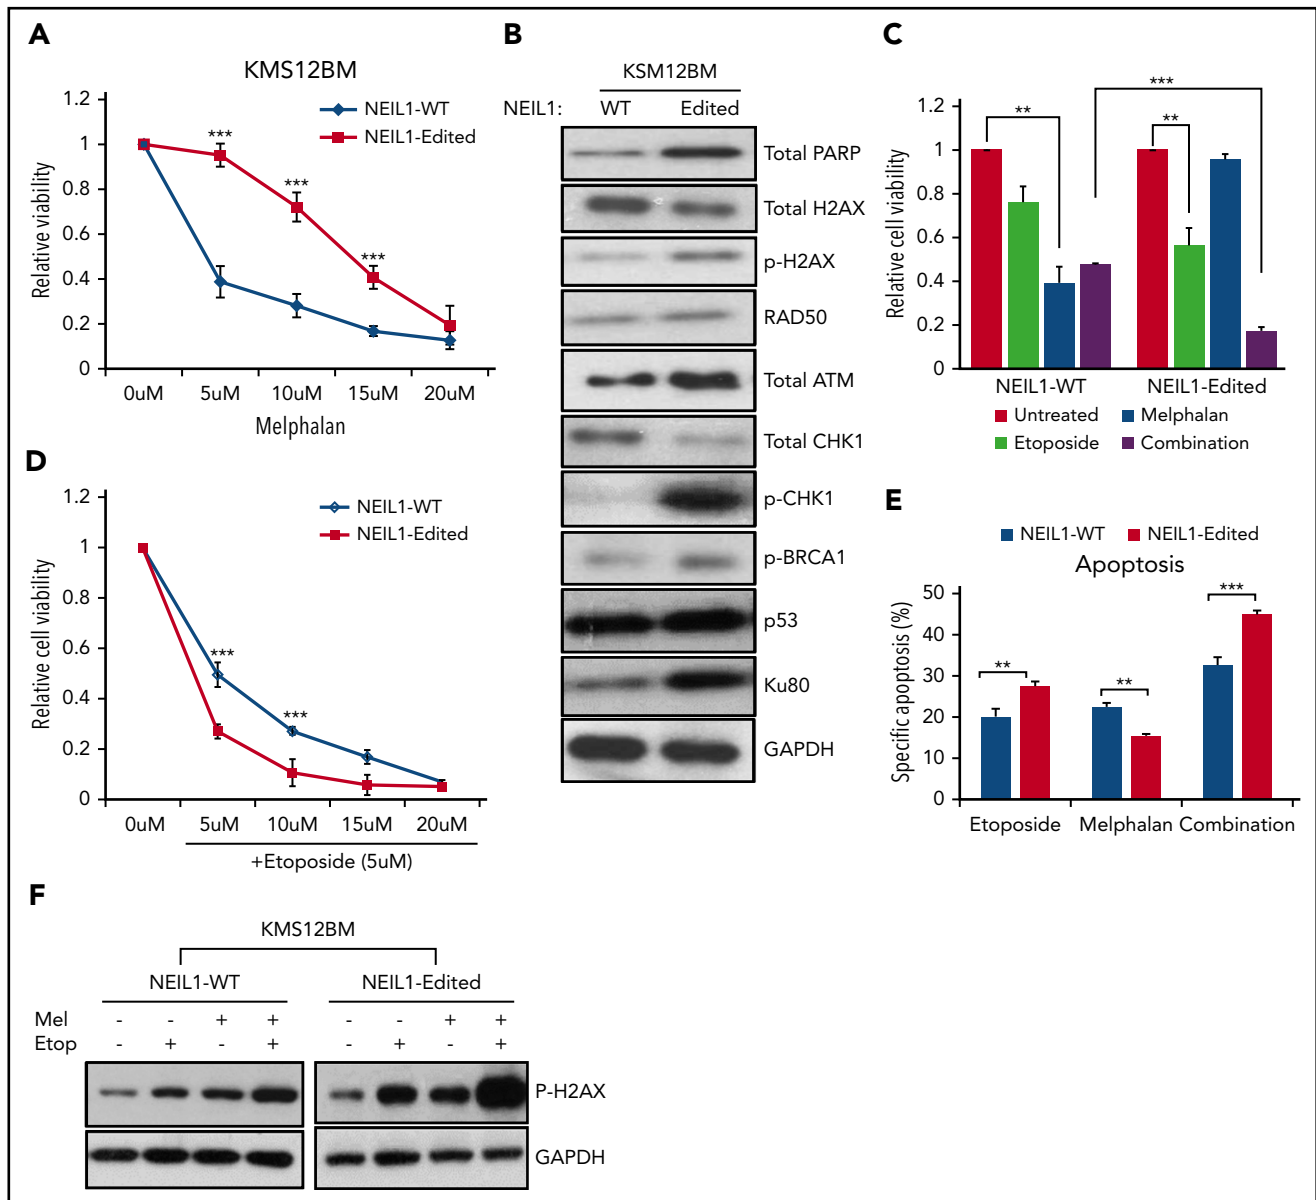 A
KMS12BM
NEIL1-WT
NEIL1-Edited
Relative viability
1.2
1
0.8
0.6
0.4
0.2
0
***
***
***
0uM 5uM 10uM 15uM 20uM
Melphalan
B
KSM12BM
NEIL1: WT Edited
Total PARP
Total H2AX
p-H2AX
RAD50
Total ATM
Total CHK1
p-CHK1
p-BRCA1
p53
Ku80
GAPDH
C
Relative cell viability
1.2
1
0.8
0.6
0.4
0.2
0
**
**
***
NEIL1-WT NEIL1-Edited
Untreated Melphalan
Etoposide Combination
D
NEIL1-WT
NEIL1-Edited
Relative cell viability
1.2
1
0.8
0.6
0.4
0.2
0
***
***
0uM 5uM 10uM 15uM 20uM
+Etoposide (5uM)
E
NEIL1-WT NEIL1-Edited
Apoptosis
Specific apoptosis (%)
50
40
30
20
10
0
**
**
***
Etoposide Melphalan Combination
F
KMS12BM
NEIL1-WT NEIL1-Edited
Mel - - + + - - + +
Etop - + - + - + - +
P-H2AX
GAPDH